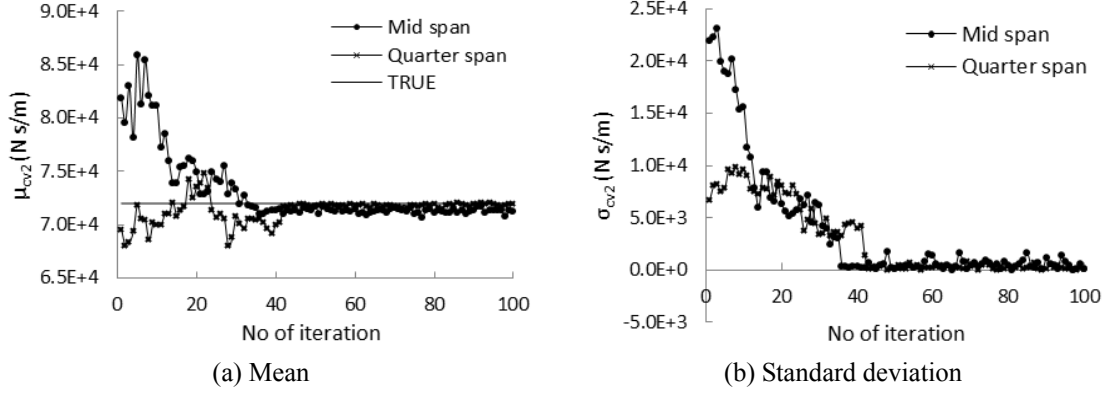 Mid span
Quarter span
TRUE
9.0E+4
8.5E+4
8.0E+4
7.5E+4
7.0E+4
6.5E+4
μcv2 (N s/m)
0 20 40 60 80 100
No of iteration
(a) Mean
Mid span
Quarter span
2.5E+4
2.0E+4
1.5E+4
1.0E+4
5.0E+3
0.0E+0
-5.0E+3
σcv2 (N s/m)
0 20 40 60 80 100
No of iteration
(b) Standard deviation